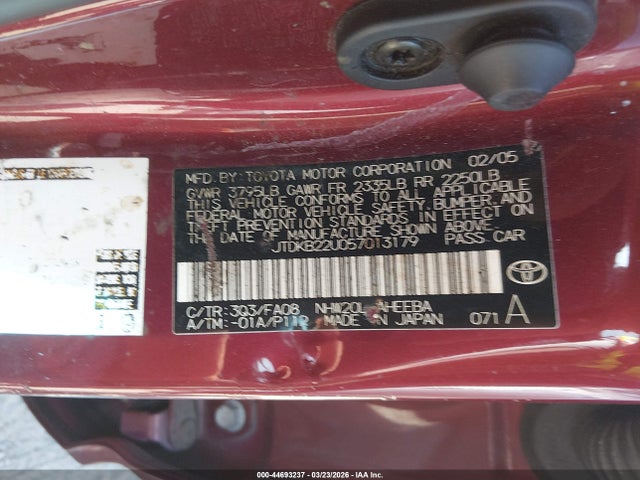 MFD. BY: TOYOTA MOTOR CORPORATION 02/05
GVWR 3795LB GAWR FR 2335LB RR 2250LB
THIS VEHICLE CONFORMS TO ALL APPLICABLE
FEDERAL MOTOR VEHICLE SAFETY, BUMPER, AND
THEFT PREVENTION STANDARDS IN EFFECT ON
THE DATE OF MANUFACTURE SHOWN ABOVE.
JTDKB22U057013179 PASS CAR
C/TR: 3Q3/FA08 NHW20L-AHEEBA
A/TM: -01A/P112 MADE IN JAPAN 071 A
000-44693237 - 03/23/2026 - IAA Inc.